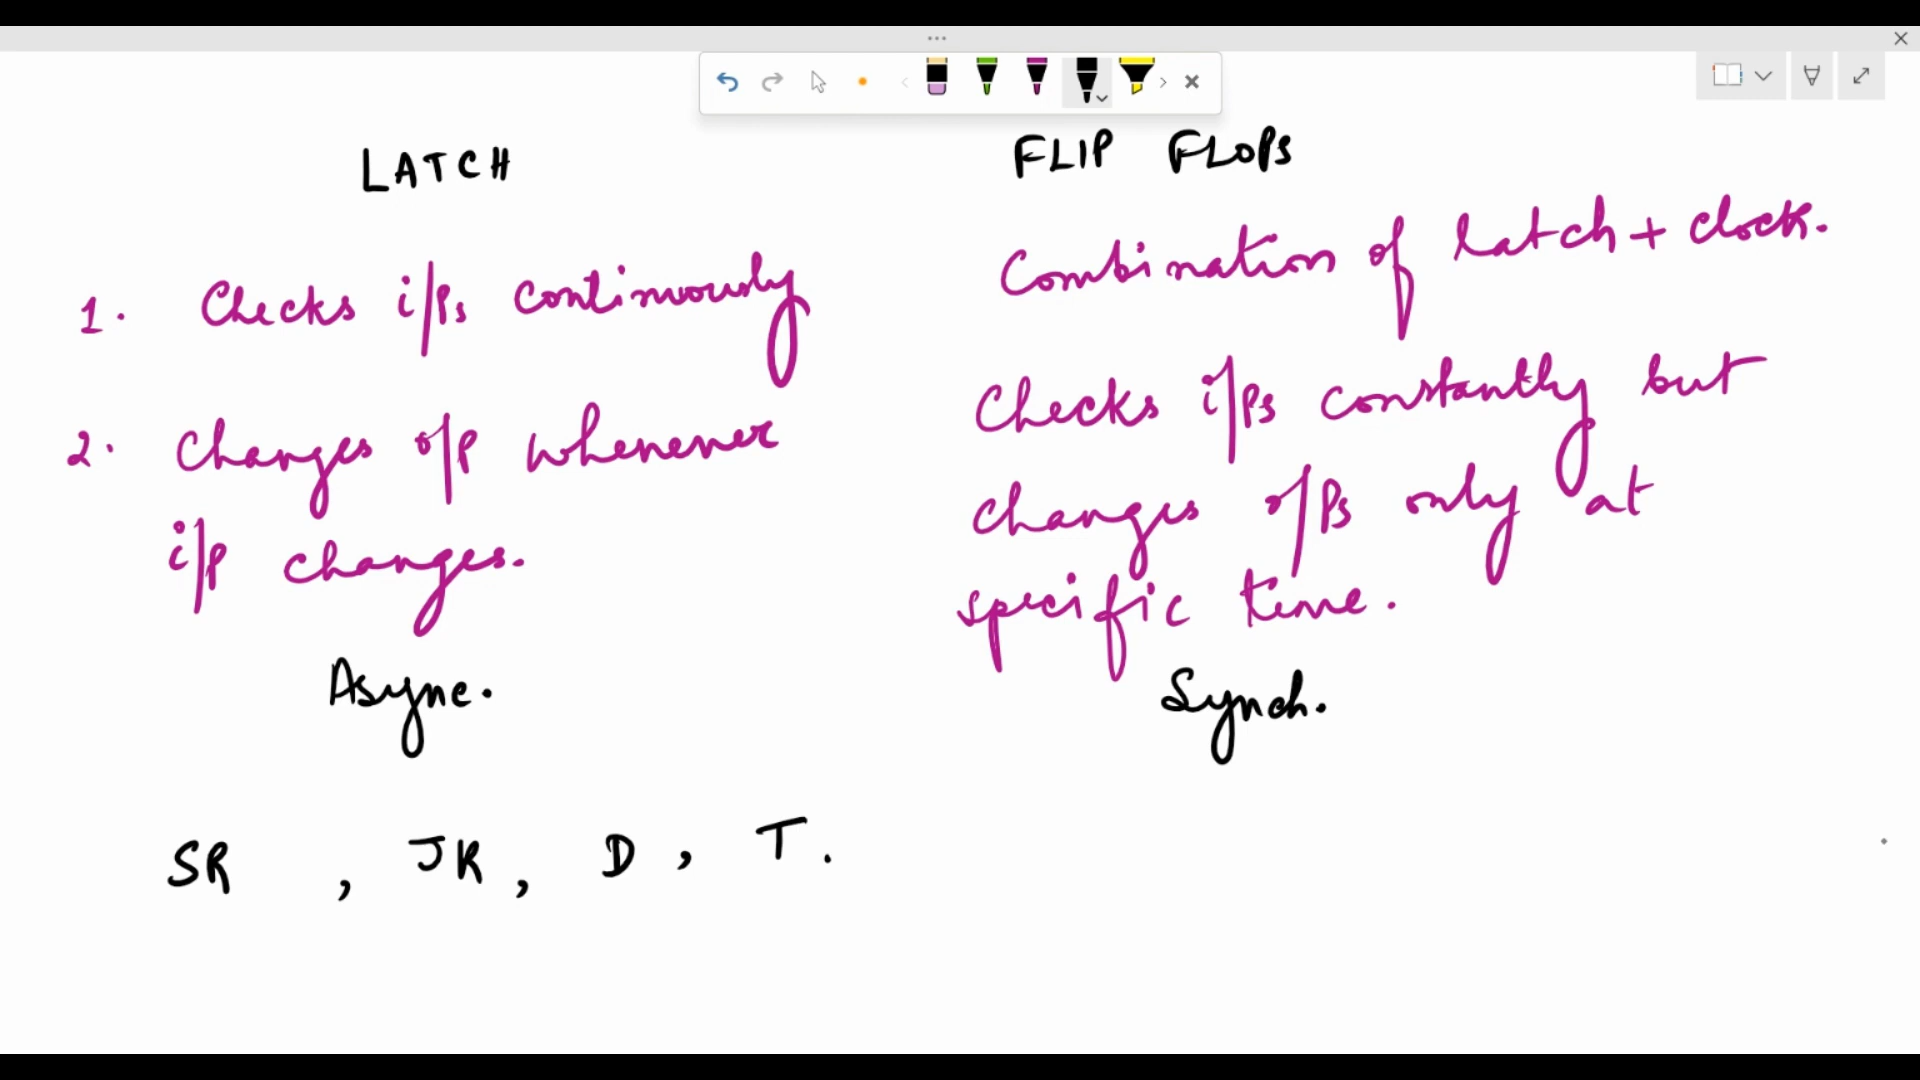 LATCH
1. Checks i/ps continuously
2. Changes o/p whenever
i/p changes.
Async.
FLIP FLOPS
Combination of latch + clock.
Checks i/ps constantly but
changes o/ps only at
specific time.
Synch.
SR , JK , D , T .